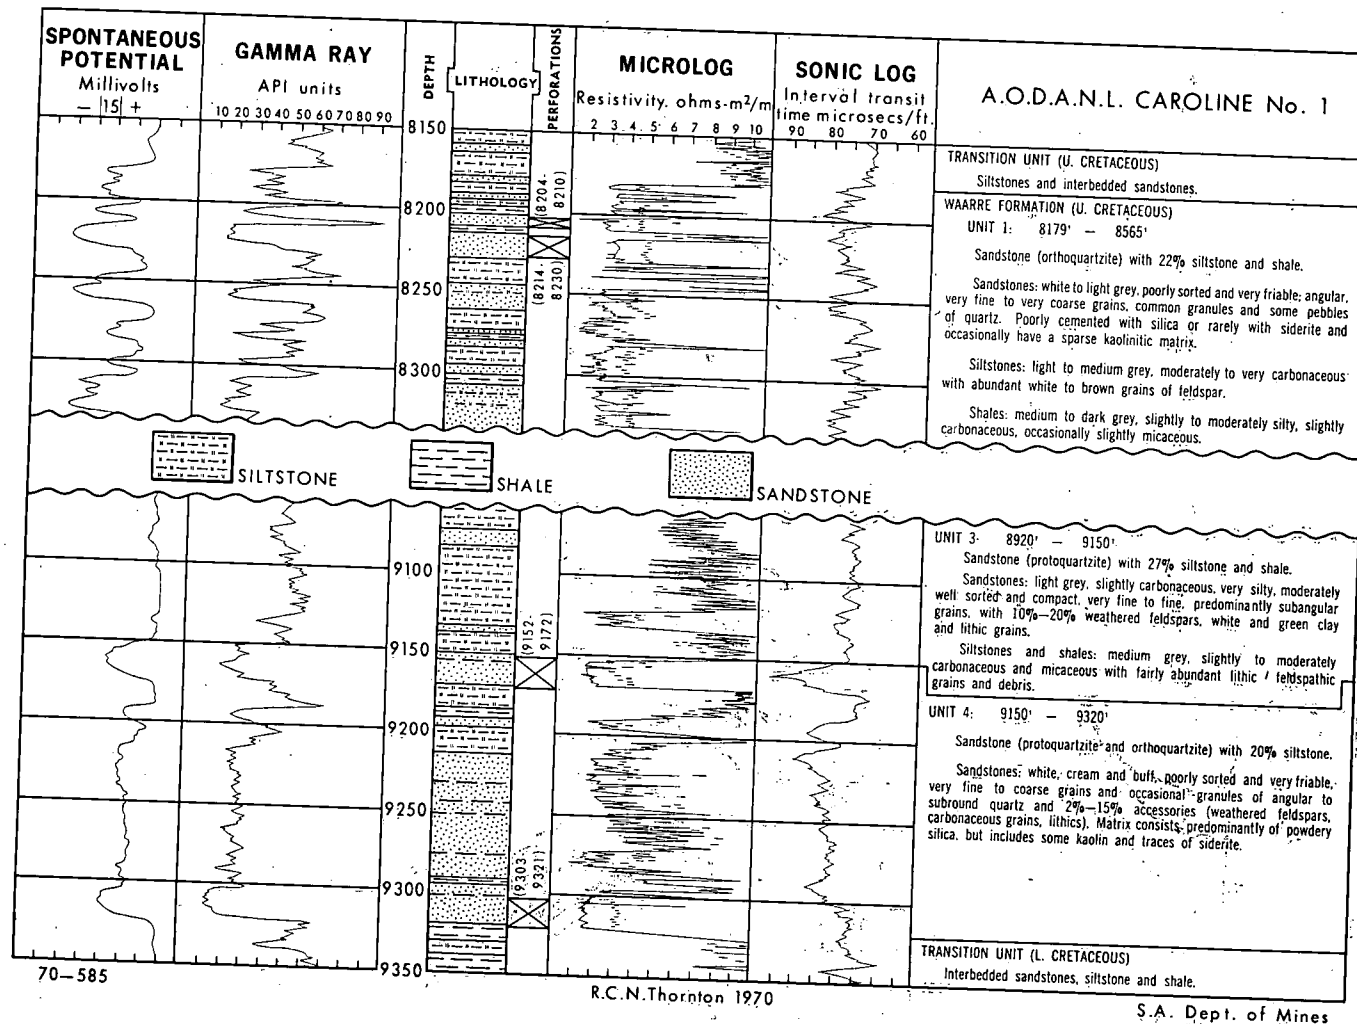 SPONTANEOUS
POTENTIAL
Millivolts
— |15| +
GAMMA RAY
API units
10 20 30 40 50 60 70 80 90
DEPTH
LITHOLOGY
PERFORATIONS
MICROLOG
Resistivity. ohms-m²/m
2 3 4 5 6 7 8 9 10
SONIC LOG
Interval transit
time microsecs/ft.
90 80 70 60
A.O.D.A.N.L. CAROLINE No. 1
8150
8200
8250
8300
(8204-
8210)
(8214-
8230)
TRANSITION UNIT (U. CRETACEOUS)
Siltstones and interbedded sandstones.
WAARRE FORMATION (U. CRETACEOUS)
UNIT 1: 8179' — 8565'
Sandstone (orthoquartzite) with 22% siltstone and shale.
Sandstones: white to light grey, poorly sorted and very friable; angular,
very fine to very coarse grains, common granules and some pebbles
of quartz. Poorly cemented with silica or rarely with siderite and
occasionally have a sparse kaolinitic matrix.
Siltstones: light to medium grey, moderately to very carbonaceous
with abundant white to brown grains of feldspar.
Shales: medium to dark grey, slightly to moderately silty, slightly
carbonaceous, occasionally slightly micaceous.
SILTSTONE
SHALE
SANDSTONE
9100
9150
9200
9250
9300
9350
(9152-
9172)
(9303-
9321)
UNIT 3: 8920' — 9150'
Sandstone (protoquartzite) with 27% siltstone and shale.
Sandstones: light grey, slightly carbonaceous, very silty, moderately
well sorted and compact, very fine to fine, predominantly subangular
grains, with 10%—20% weathered feldspars, white and green clay
and lithic grains.
Siltstones and shales: medium grey, slightly to moderately
carbonaceous and micaceous with fairly abundant lithic / feldspathic
grains and debris.
UNIT 4: 9150' — 9320'
Sandstone (protoquartzite and orthoquartzite) with 20% siltstone.
Sandstones: white, cream and buff, poorly sorted and very friable,
very fine to coarse grains and occasional granules of angular to
subround quartz and 2%—15% accessories (weathered feldspars,
carbonaceous grains, lithics). Matrix consists predominantly of powdery
silica, but includes some kaolin and traces of siderite.
TRANSITION UNIT (L. CRETACEOUS)
Interbedded sandstones, siltstone and shale.
70—585
R.C.N.Thornton 1970
S.A. Dept. of Mines